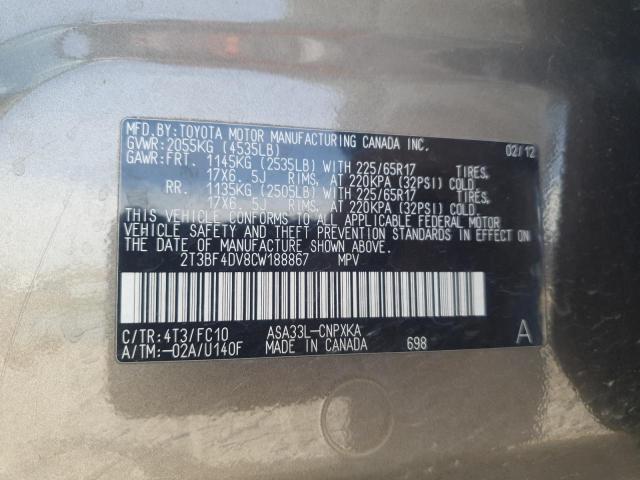 MFD.BY:TOYOTA MOTOR MANUFACTURING CANADA INC. 02/12
GVWR:2055KG (4535LB)
GAWR:FRT. 1145KG (2535LB) WITH 225/65R17 TIRES,
17X6.5J RIMS, AT 220KPA (32PSI) COLD.
RR. 1135KG (2505LB) WITH 225/65R17 TIRES,
17X6.5J RIMS, AT 220KPA (32PSI) COLD.
THIS VEHICLE CONFORMS TO ALL APPLICABLE FEDERAL MOTOR
VEHICLE SAFETY AND THEFT PREVENTION STANDARDS IN EFFECT ON
THE DATE OF MANUFACTURE SHOWN ABOVE.
2T3BF4DV8CW188867 MPV
C/TR:4T3/FC10 ASA33L-CNPXKA A
A/TM:-02A/U140F MADE IN CANADA 698